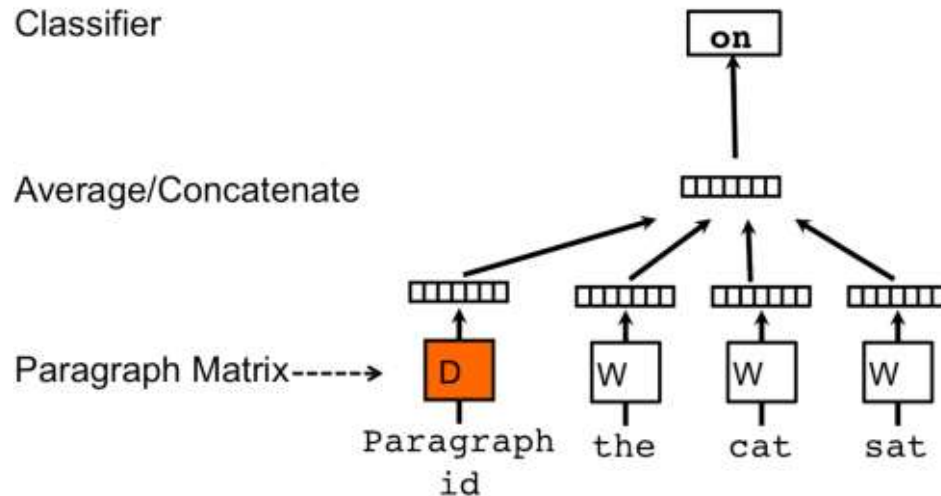 Classifier
on
Average/Concatenate
Paragraph Matrix
D
W
W
W
Paragraph
id
the
cat
sat